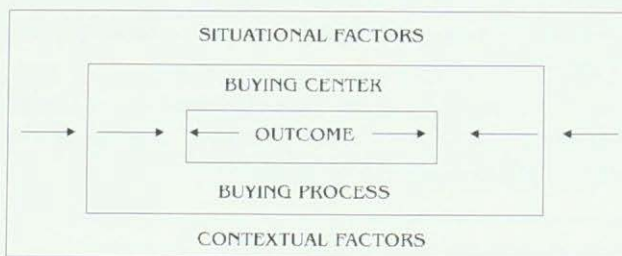 SITUATIONAL FACTORS
BUYING CENTER
OUTCOME
BUYING PROCESS
CONTEXTUAL FACTORS